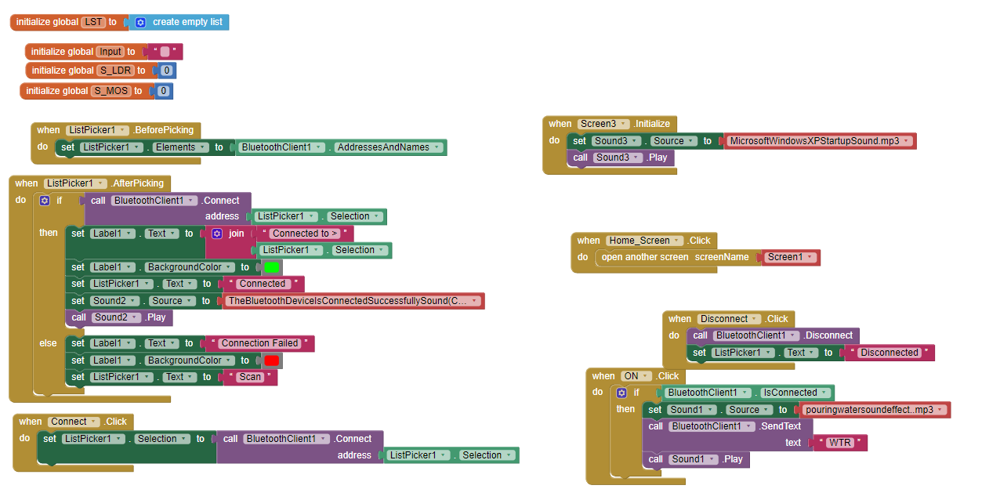 initialize global LST to create empty list
initialize global Input to " "
initialize global S_LDR to 0
initialize global S_MOS to 0
when ListPicker1 .BeforePicking
do set ListPicker1 . Elements to BluetoothClient1 . AddressesAndNames
when ListPicker1 .AfterPicking
do if call BluetoothClient1 .Connect
address ListPicker1 . Selection
then set Label1 . Text to join " Connected to > "
ListPicker1 . Selection
set Label1 . BackgroundColor to
set ListPicker1 . Text to " Connected "
set Sound2 . Source to TheBluetoothDeviceIsConnectedSuccessfullySound(C...
call Sound2 .Play
else set Label1 . Text to " Connection Failed "
set Label1 . BackgroundColor to
set ListPicker1 . Text to " Scan "
when Connect .Click
do set ListPicker1 . Selection to call BluetoothClient1 .Connect
address ListPicker1 . Selection
when Screen3 .Initialize
do set Sound3 . Source to MicrosoftWindowsXPStartupSound.mp3
call Sound3 .Play
when Home_Screen .Click
do open another screen screenName Screen1
when Disconnect .Click
do call BluetoothClient1 .Disconnect
set ListPicker1 . Text to " Disconnected "
when ON .Click
do if BluetoothClient1 . IsConnected
then set Sound1 . Source to pouringwatersoundeffect..mp3
call BluetoothClient1 .SendText
text " WTR "
call Sound1 .Play